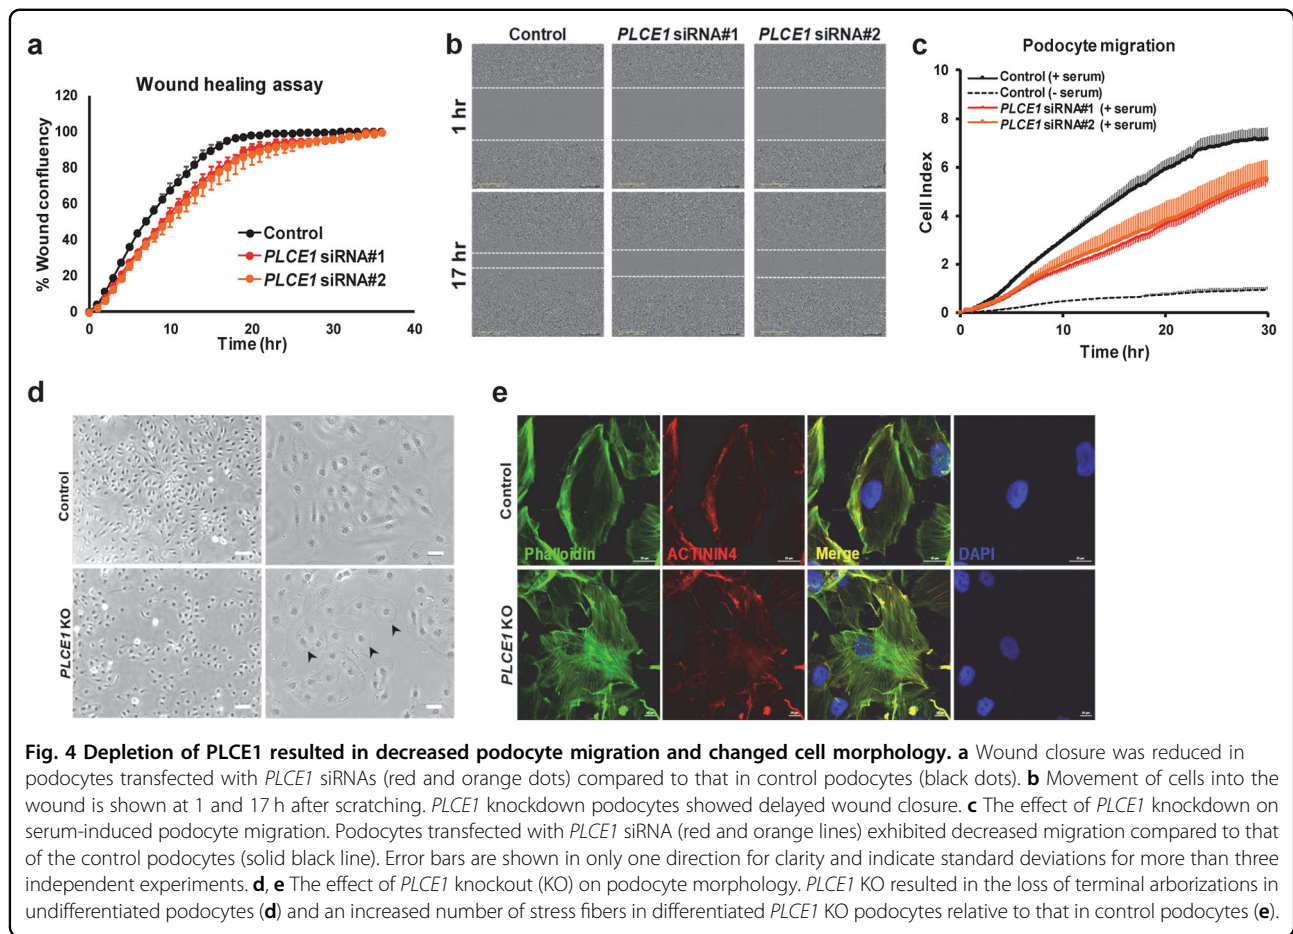 a
Wound healing assay
% Wound confluency
120
100
80
60
40
20
0
0
10
20
30
40
Time (hr)
Control
PLCE1 siRNA#1
PLCE1 siRNA#2
b
Control
PLCE1 siRNA#1
PLCE1 siRNA#2
1 hr
17 hr
c
Podocyte migration
Cell Index
10
8
6
4
2
0
0
10
20
30
Time (hr)
Control (+ serum)
Control (- serum)
PLCE1 siRNA#1 (+ serum)
PLCE1 siRNA#2 (+ serum)
d
Control
PLCE1 KO
e
Control
Phalloidin
ACTININ4
Merge
DAPI
PLCE1 KO
Fig. 4 Depletion of PLCE1 resulted in decreased podocyte migration and changed cell morphology. a Wound closure was reduced in
podocytes transfected with PLCE1 siRNAs (red and orange dots) compared to that in control podocytes (black dots). b Movement of cells into the
wound is shown at 1 and 17 h after scratching. PLCE1 knockdown podocytes showed delayed wound closure. c The effect of PLCE1 knockdown on
serum-induced podocyte migration. Podocytes transfected with PLCE1 siRNA (red and orange lines) exhibited decreased migration compared to that
of the control podocytes (solid black line). Error bars are shown in only one direction for clarity and indicate standard deviations for more than three
independent experiments. d, e The effect of PLCE1 knockout (KO) on podocyte morphology. PLCE1 KO resulted in the loss of terminal arborizations in
undifferentiated podocytes (d) and an increased number of stress fibers in differentiated PLCE1 KO podocytes relative to that in control podocytes (e).